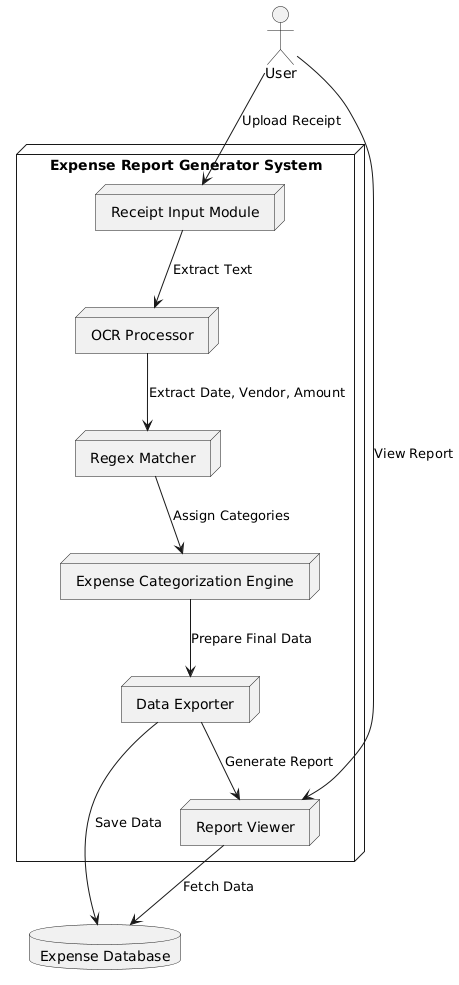 User
Upload Receipt
Expense Report Generator System
Receipt Input Module
Extract Text
OCR Processor
Extract Date, Vendor, Amount
Regex Matcher
View Report
Assign Categories
Expense Categorization Engine
Prepare Final Data
Data Exporter
Generate Report
Save Data
Report Viewer
Fetch Data
Expense Database